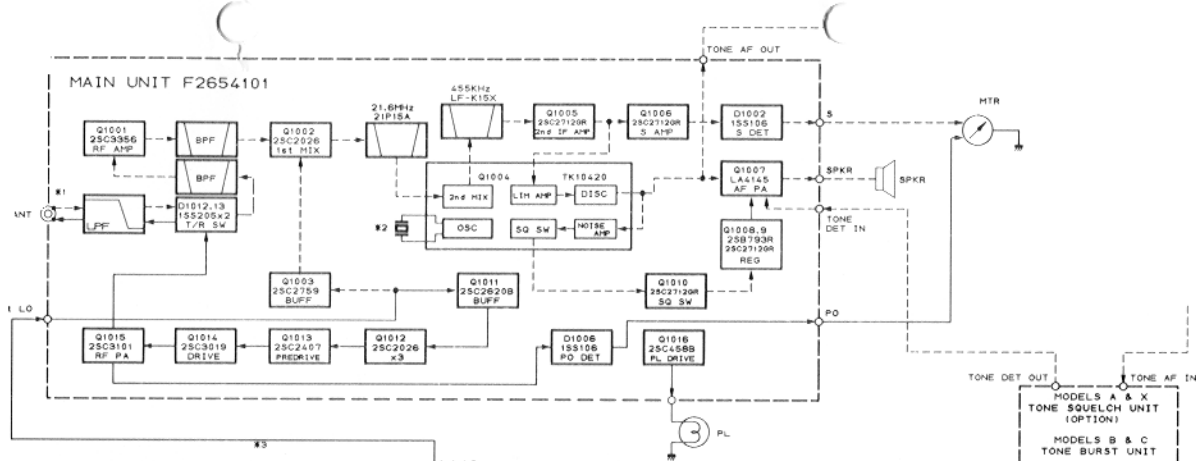 TONE AF OUT
MAIN UNIT F2654101
455KHz
LF-K15X
21.6MHz
21P15A
MTR
Q1001
2SC3356
RF AMP
BPF
Q1002
2SC2026
1st MIX
Q1005
2SC2712GR
2nd IF AMP
Q1006
2SC2712GR
S AMP
D1002
1SS106
S DET
S
BPF
Q1004
TK10420
2nd MIX
LIM AMP
DISC
Q1007
LA4145
AF PA
SPKR
SPKR
*1
ANT
LPF
D1012,13
1SS205x2
T/R SW
*2
OSC
SQ SW
NOISE
AMP
TONE
DET IN
Q1008,9
2SB793R
2SC2712GR
REG
Q1003
2SC2759
BUFF
Q1011
2SC2620B
BUFF
Q1010
2SC2712GR
SQ SW
LO
PO
Q1015
2SC3101
RF PA
Q1014
2SC3019
DRIVE
Q1013
2SC2407
PREDRIVE
Q1012
2SC2026
x3
D1006
1SS106
PO DET
Q1016
2SC458B
PL DRIVE
TONE DET OUT
TONE AF IN
MODELS A & X
TONE SQUELCH UNIT
(OPTION)
MODELS B & C
TONE BURST UNIT
PL
*3